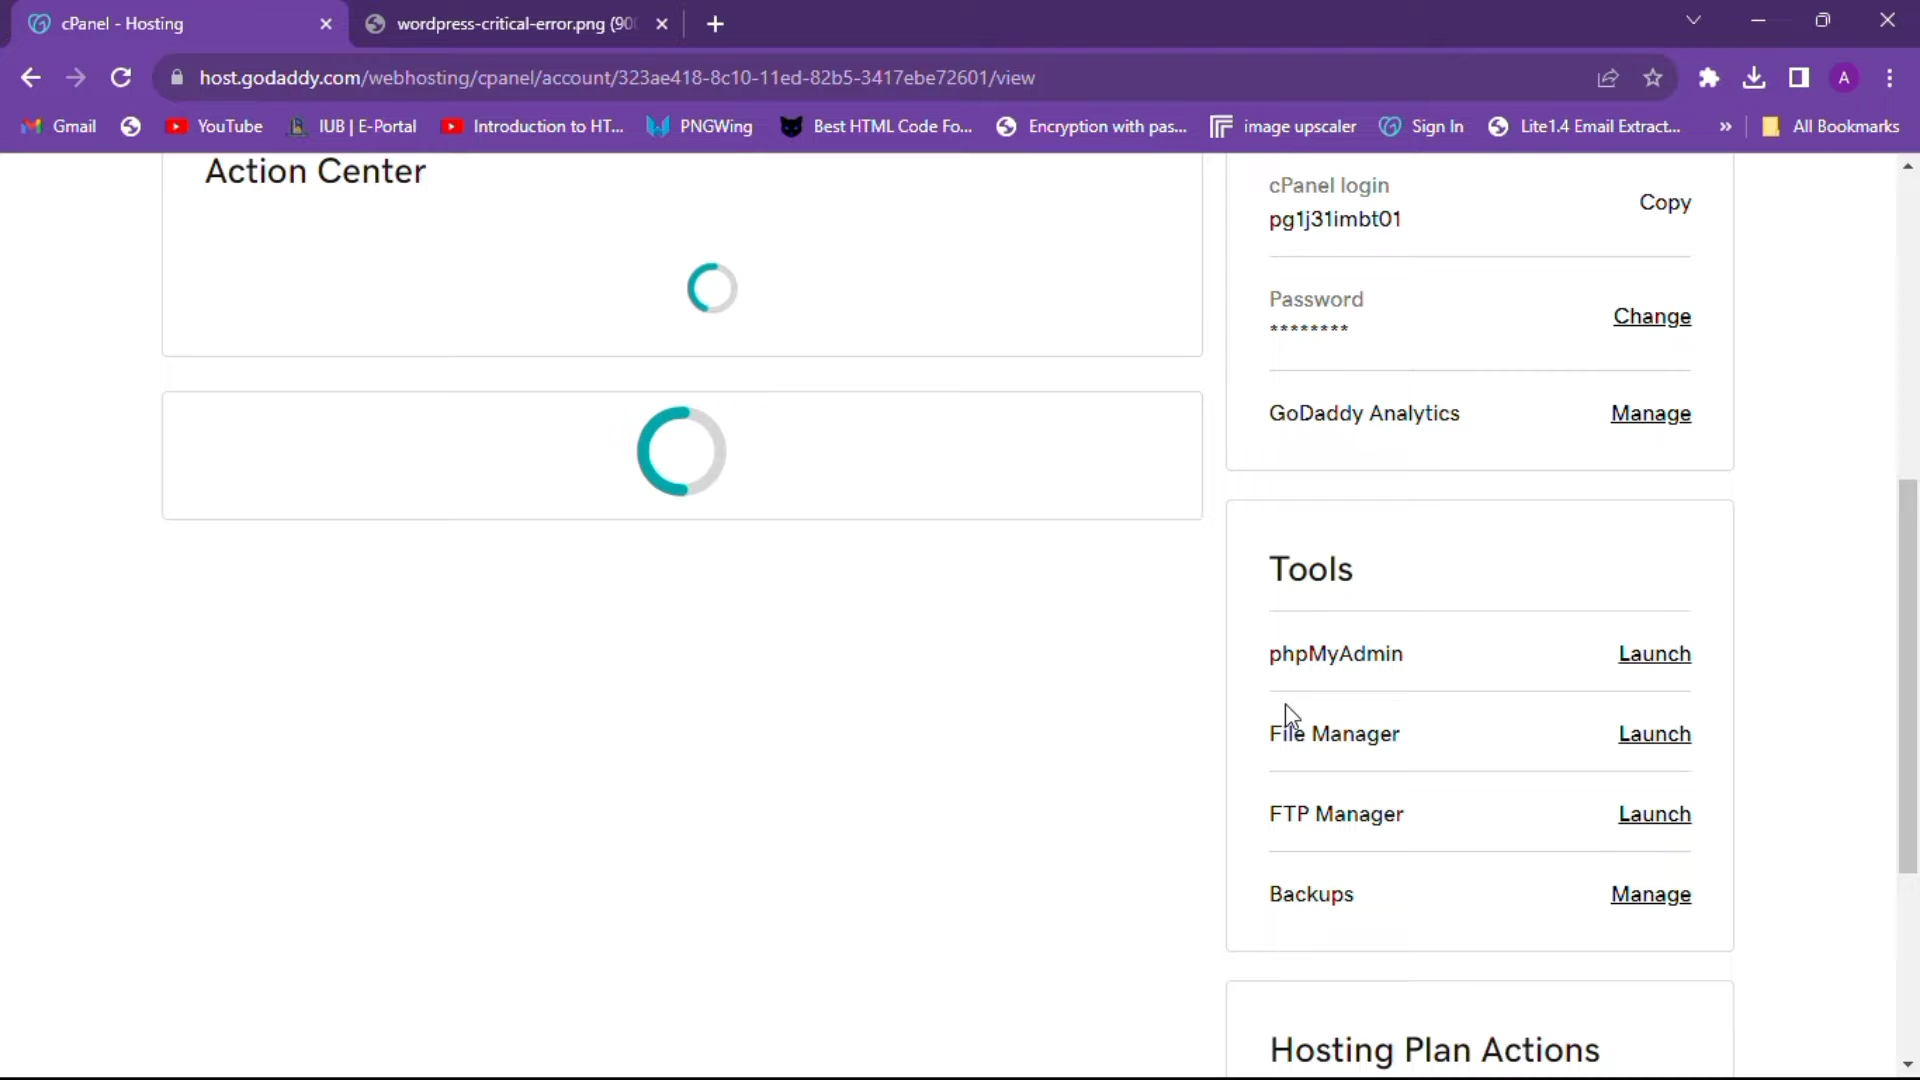 cPanel - Hosting
wordpress-critical-error.png (90
host.godaddy.com/webhosting/cpanel/account/323ae418-8c10-11ed-82b5-3417ebe72601/view
A
Gmail
YouTube
IUB | E-Portal
Introduction to HT...
PNGWing
Best HTML Code Fo...
Encryption with pas...
image upscaler
Sign In
Lite1.4 Email Extract...
»
All Bookmarks
Action Center
cPanel login
pg1j31imbt01
Copy
Password
********
Change
GoDaddy Analytics
Manage
Tools
phpMyAdmin
Launch
File Manager
Launch
FTP Manager
Launch
Backups
Manage
Hosting Plan Actions